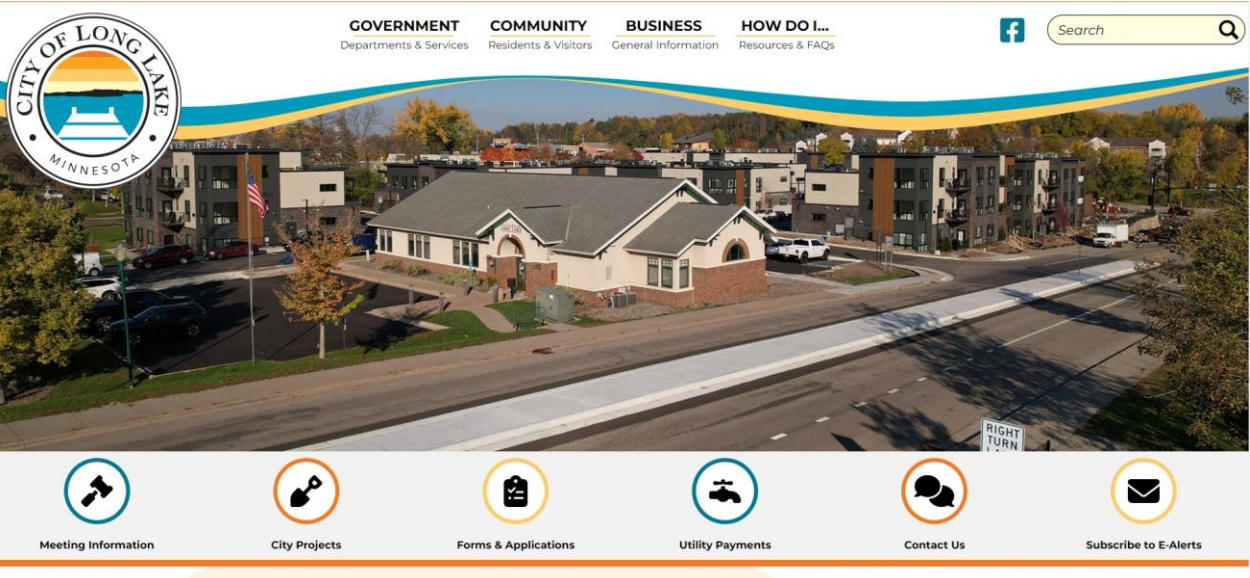 CITY OF LONG LAKE
MINNESOTA
GOVERNMENT
Departments & Services
COMMUNITY
Residents & Visitors
BUSINESS
General Information
HOW DO I...
Resources & FAQs
Search
RIGHT
TURN
Meeting Information
City Projects
Forms & Applications
Utility Payments
Contact Us
Subscribe to E-Alerts